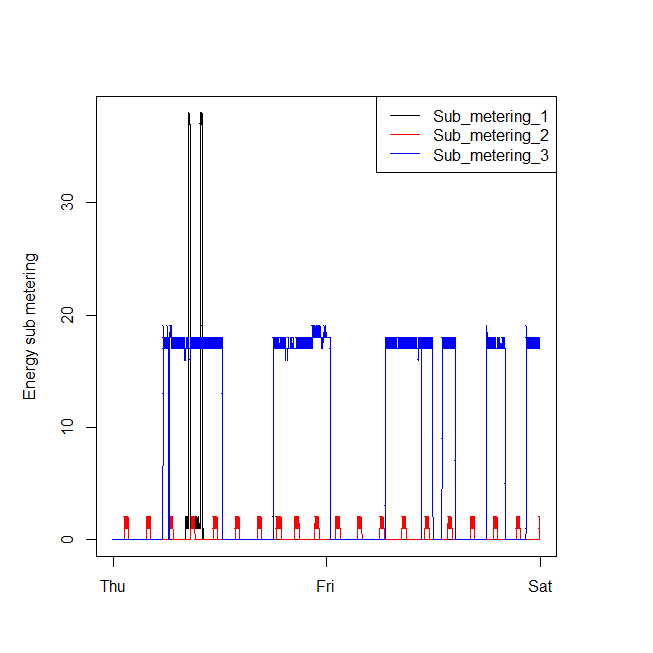 Sub_metering_1
Sub_metering_2
Sub_metering_3
Energy sub metering
30
20
10
0
Thu
Fri
Sat